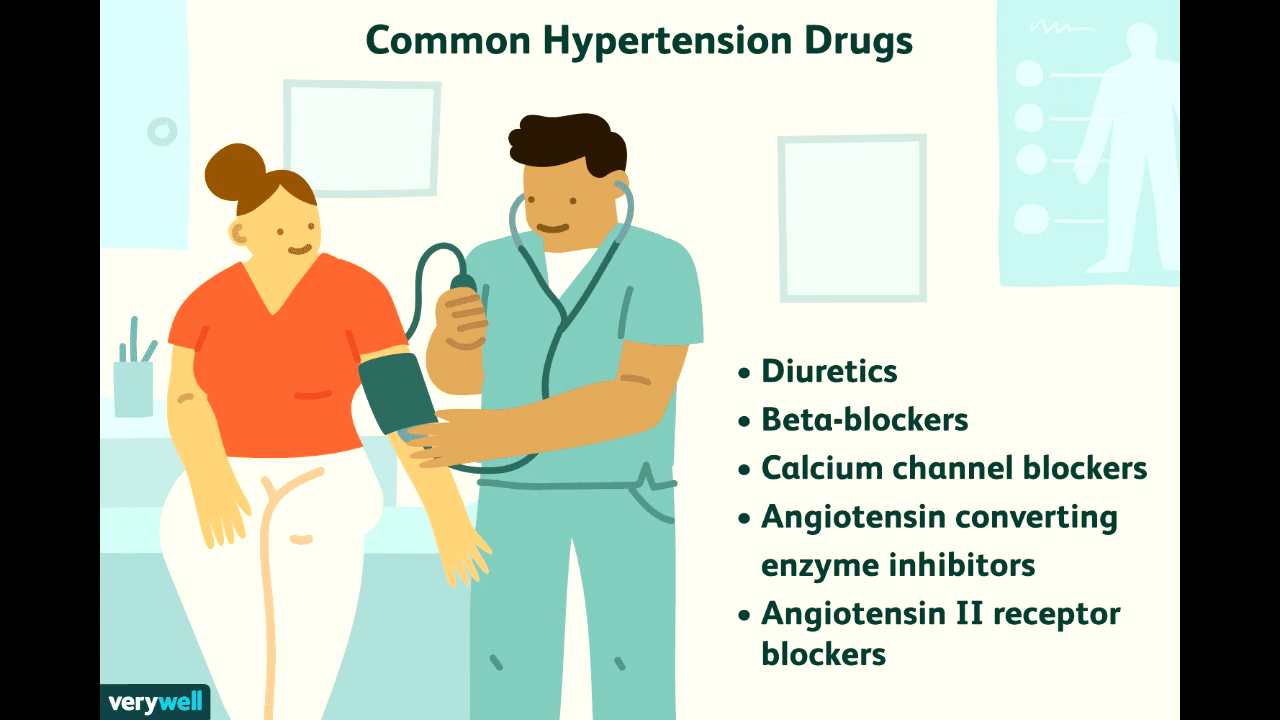 Common Hypertension Drugs
• Diuretics
• Beta-blockers
• Calcium channel blockers
• Angiotensin converting
enzyme inhibitors
• Angiotensin II receptor
blockers
verywell